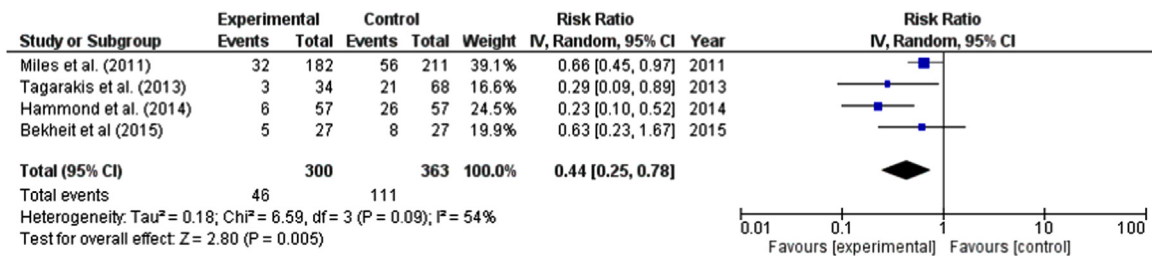 Experimental Control Risk Ratio Risk Ratio
Study or Subgroup Events Total Events Total Weight IV, Random, 95% CI Year IV, Random, 95% CI
Miles et al. (2011) 32 182 56 211 39.1% 0.66 [0.45, 0.97] 2011
Tagarakis et al. (2013) 3 34 21 68 16.6% 0.29 [0.09, 0.89] 2013
Hammond et al. (2014) 6 57 26 57 24.5% 0.23 [0.10, 0.52] 2014
Bekheit et al (2015) 5 27 8 27 19.9% 0.63 [0.23, 1.67] 2015
Total (95% CI) 300 363 100.0% 0.44 [0.25, 0.78]
Total events 46 111
Heterogeneity: Tau² = 0.18; Chi² = 6.59, df = 3 (P = 0.09); I² = 54%
Test for overall effect: Z = 2.80 (P = 0.005)
0.01 0.1 1 10 100
Favours [experimental] Favours [control]